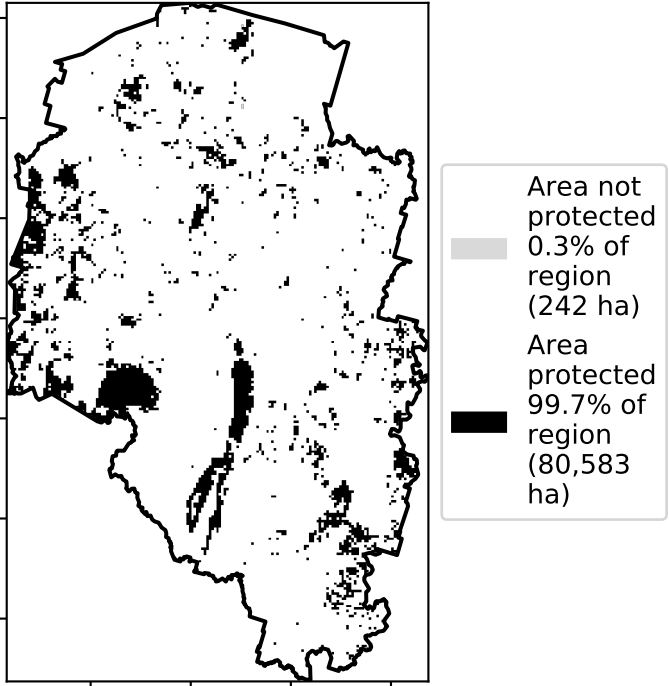 Area not
protected
0.3% of
region
(242 ha)
Area
protected
99.7% of
region
(80,583
ha)